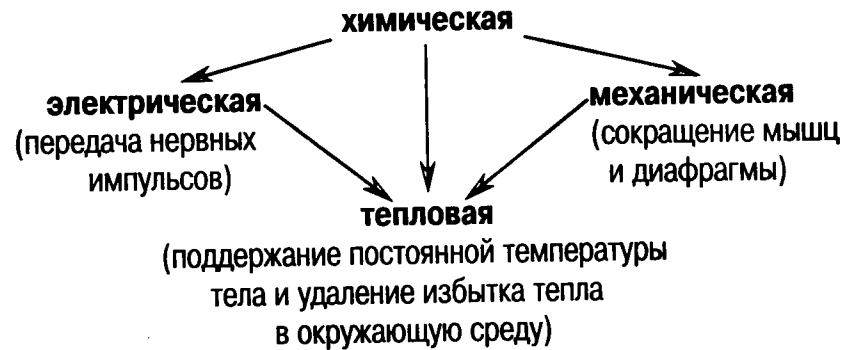 химическая
электрическая
(передача нервных
импульсов)
механическая
(сокращение мышц
и диафрагмы)
тепловая
(поддержание постоянной температуры
тела и удаление избытка тепла
в окружающую среду)